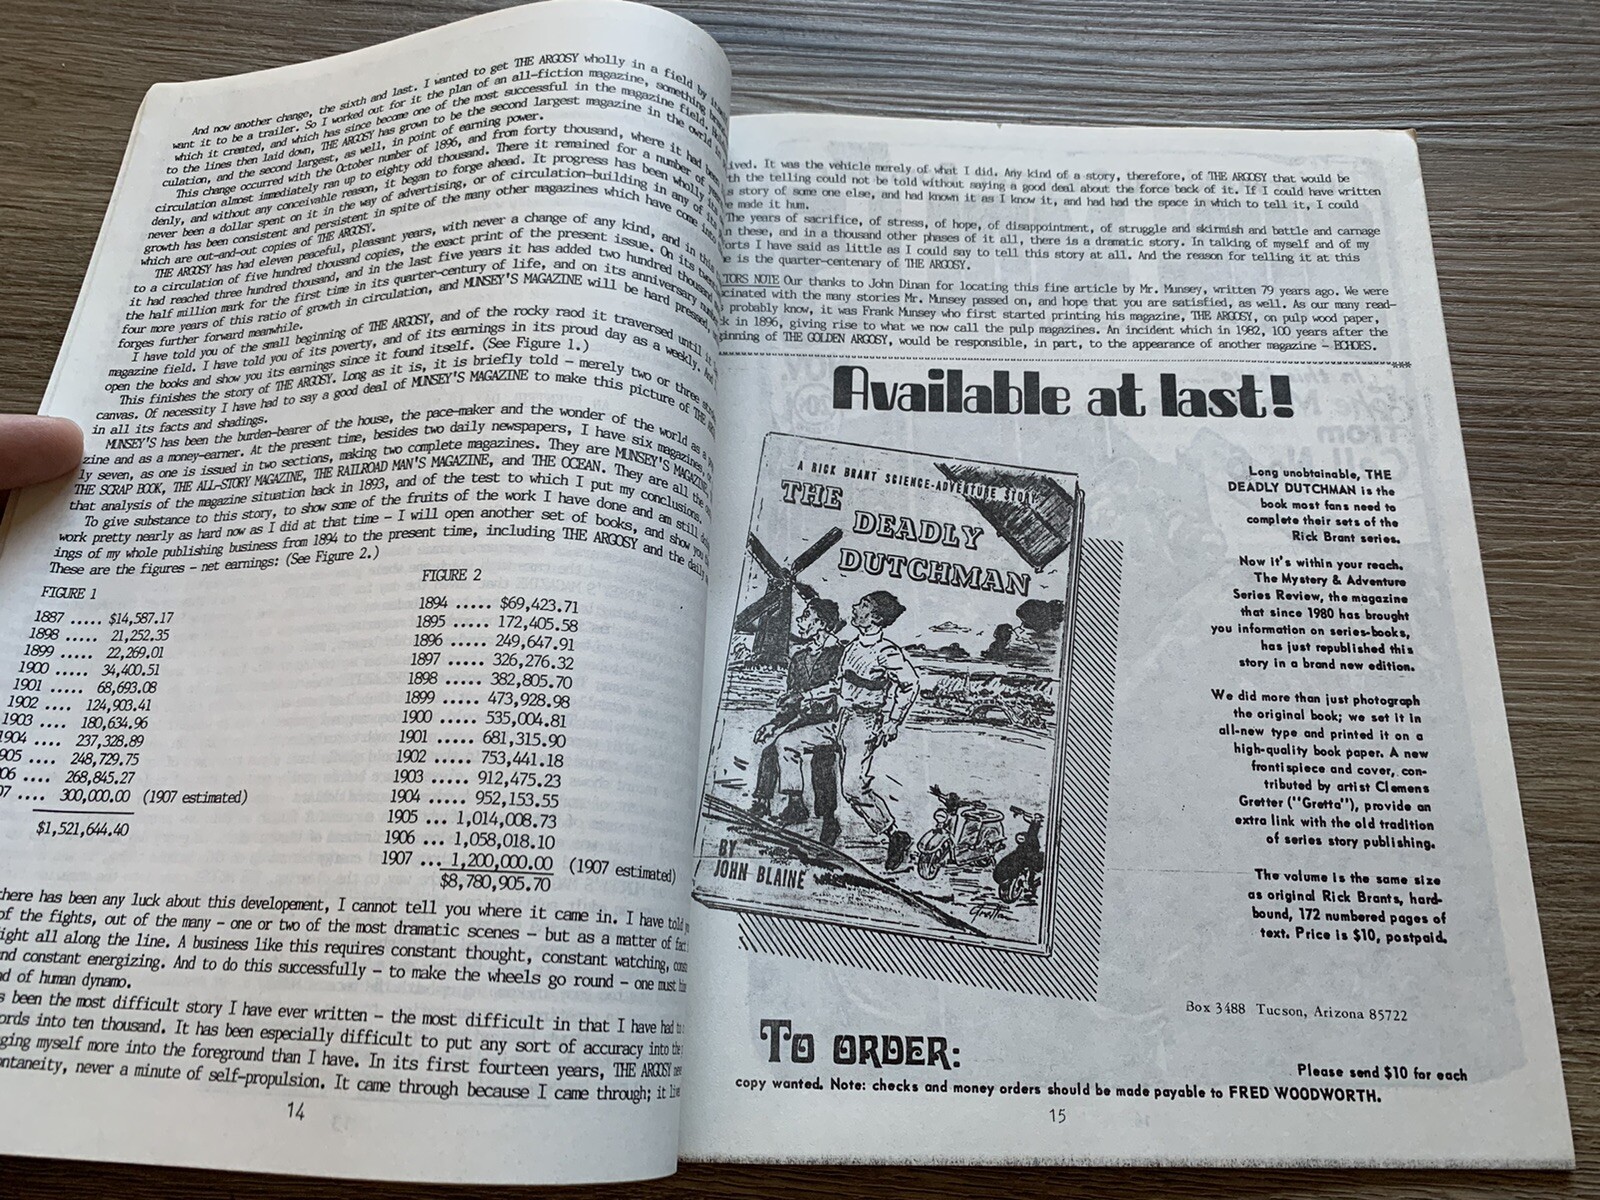 And now another change, the sixth and last. I wanted to get THE ARGOSY wholly in a field by
want it to be a trailer. So I worked out for it the plan of an all-fiction magazine, something
which it created, and which has since become one of the most successful in the magazine field.
to the lines then laid down, THE ARGOSY has grown to be the second largest magazine in the world
culation, and the second largest, as well, in point of earning power.
This change occurred with the October number of 1896, and from forty thousand, where it had been
circulation almost immediately ran up to eighty odd thousand. There it remained for a number of
denly, and without any conceivable reason, it began to forge ahead. It progress has been wholly
never been a dollar spent on it in the way of advertising, or of circulation-building in any of
growth has been consistent and persistent in spite of the many other magazines which have come into
which are out-and-out copies of THE ARGOSY.
THE ARGOSY has had eleven peaceful, pleasant years, with never a change of any kind, and in this
to a circulation of five hundred thousand copies, the exact print of the present issue. On its
it had reached three hundred thousand, and in the last five years it has added two hundred thousand
the half million mark for the first time in its quarter-century of life, and on its anniversary number
four more years of this ratio of growth in circulation, and MUNSEY'S MAGAZINE will be hard pressed,
forges further forward meanwhile.
I have told you of the small beginning of THE ARGOSY, and of the rocky raod it traversed until it
magazine field. I have told you of its poverty, and of its earnings in its proud day as a weekly. And
open the books and show you its earnings since it found itself. (See Figure 1.)
This finishes the story of THE ARGOSY. Long as it is, it is briefly told - merely two or three
canvas. Of necessity I have had to say a good deal of MUNSEY'S MAGAZINE to make this picture of THE
in all its facts and shadings.
MUNSEY'S has been the burden-bearer of the house, the pace-maker and the wonder of the world as a
zine and as a money-earner. At the present time, besides two daily newspapers, I have six magazines,
ly seven, as one is issued in two sections, making two complete magazines. They are MUNSEY'S MAGAZINE,
THE SCRAP BOOK, THE ALL-STORY MAGAZINE, THE RAILROAD MAN'S MAGAZINE, and THE OCEAN. They are all the
that analysis of the magazine situation back in 1893, and of the test to which I put my conclusions.
To give substance to this story, to show some of the fruits of the work I have done and am still
work pretty nearly as hard now as I did at that time - I will open another set of books, and show you
ings of my whole publishing business from 1894 to the present time, including THE ARGOSY and the daily
These are the figures - net earnings: (See Figure 2.)
FIGURE 1
1887 ..... $14,587.17
1898 ..... 21,252.35
1899 ..... 22,269.01
1900 ..... 34,400.51
1901 ..... 68,693.08
1902 ..... 124,903.41
1903 .... 180,634.96
904 .... 237,328.89
905 .... 248,729.75
06 .... 268,845.27
07 .... 300,000.00 (1907 estimated)
$1,521,644.40
FIGURE 2
1894 ..... $69,423.71
1895 ..... 172,405.58
1896 ..... 249,647.91
1897 ..... 326,276.32
1898 ..... 382,805.70
1899 ..... 473,928.98
1900 ..... 535,004.81
1901 ..... 681,315.90
1902 ..... 753,441.18
1903 ..... 912,475.23
1904 ..... 952,153.55
1905 ... 1,014,008.73
1906 ... 1,058,018.10
1907 ... 1,200,000.00 (1907 estimated)
$8,780,905.70
there has been any luck about this developement, I cannot tell you where it came in. I have told
of the fights, out of the many - one or two of the most dramatic scenes - but as a matter of
ight all along the line. A business like this requires constant thought, constant watching,
nd constant energizing. And to do this successfully - to make the wheels go round - one must
d of human dynamo.
s been the most difficult story I have ever written - the most difficult in that I have had
ords into ten thousand. It has been especially difficult to put any sort of accuracy into
ging myself more into the foreground than I have. In its first fourteen years, THE ARGOSY
ntaneity, never a minute of self-propulsion. It came through because I came through; it
14
ived. It was the vehicle merely of what I did. Any kind of a story, therefore, of THE ARGOSY that would be
th the telling could not be told without saying a good deal about the force back of it. If I could have written
s story of some one else, and had known it as I know it, and had had the space in which to tell it, I could
e made it hum.
The years of sacrifice, of stress, of hope, of disappointment, of struggle and skirmish and battle and carnage
n these, and in a thousand other phases of it all, there is a dramatic story. In talking of myself and of my
orts I have said as little as I could say to tell this story at all. And the reason for telling it at this
e is the quarter-centenary of THE ARGOSY.
TORS NOTE Our thanks to John Dinan for locating this fine article by Mr. Munsey, written 79 years ago. We were
cinated with the many stories Mr. Munsey passed on, and hope that you are satisfied, as well. As our many read-
probably know, it was Frank Munsey who first started printing his magazine, THE ARGOSY, on pulp wood paper,
k in 1896, giving rise to what we now call the pulp magazines. An incident which in 1982, 100 years after the
ginning of THE GOLDEN ARGOSY, would be responsible, in part, to the appearance of another magazine - ECHOES.
Available at last!
A RICK BRANT SCIENCE-ADVENTURE STORY
THE
DEADLY
DUTCHMAN
BY
JOHN BLAINE
Gretta
Long unobtainable, THE
DEADLY DUTCHMAN is the
book most fans need to
complete their sets of the
Rick Brant series.
Now it's within your reach.
The Mystery & Adventure
Series Review, the magazine
that since 1980 has brought
you information on series-books,
has just republished this
story in a brand new edition.
We did more than just photograph
the original book; we set it in
all-new type and printed it on a
high-quality book paper. A new
frontispiece and cover, con-
tributed by artist Clemens
Gretter ("Gretta"), provide an
extra link with the old tradition
of series story publishing.
The volume is the same size
as original Rick Brants, hard-
bound, 172 numbered pages of
text. Price is $10, postpaid.
Box 3488 Tucson, Arizona 85722
TO ORDER:
Please send $10 for each
copy wanted. Note: checks and money orders should be made payable to FRED WOODWORTH.
15